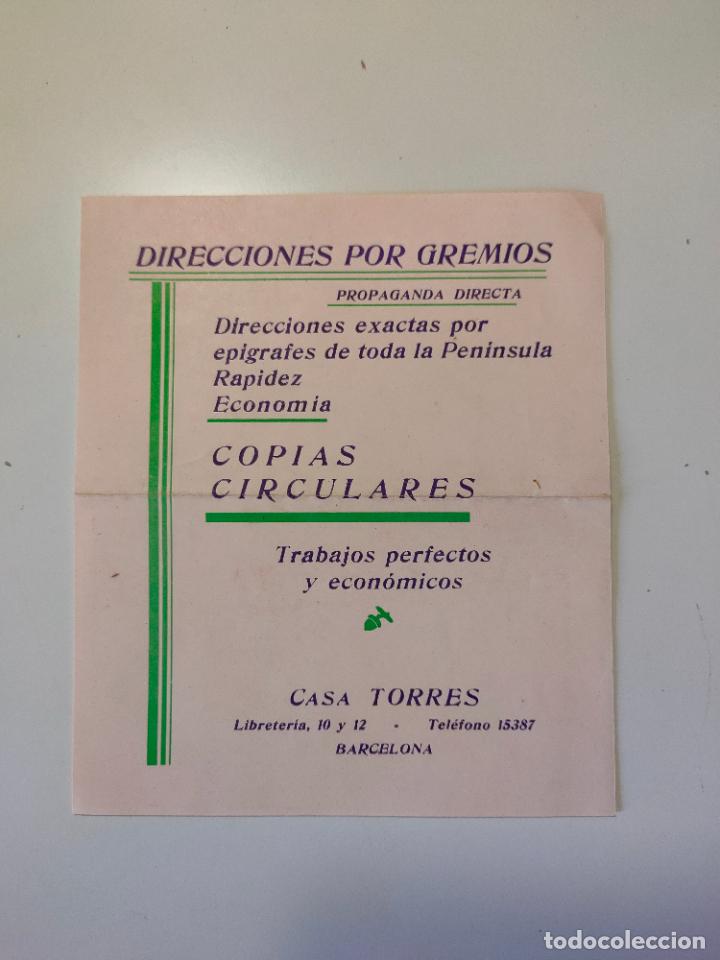 DIRECCIONES POR GREMIOS
PROPAGANDA DIRECTA
Direcciones exactas por
epigrafes de toda la Peninsula
Rapidez
Economia
COPIAS
CIRCULARES
Trabajos perfectos
y económicos
CASA TORRES
Libretería, 10 y 12 - Teléfono 15387
BARCELONA
todocoleccion